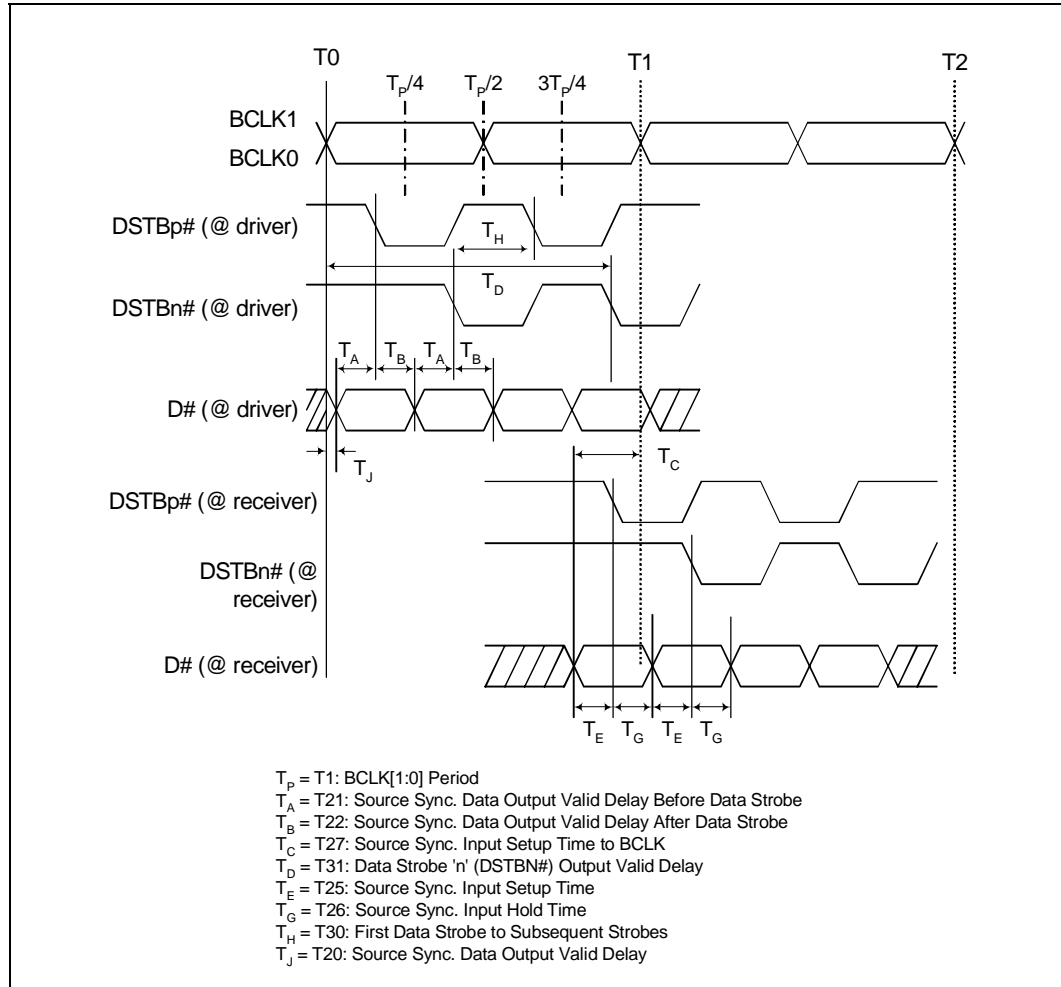 T0
T1
T2
TP/4
TP/2
3TP/4
BCLK1
BCLK0
DSTBp# (@ driver)
TH
TD
DSTBn# (@ driver)
TA
TB
TA
TB
D# (@ driver)
TJ
TC
DSTBp# (@ receiver)
DSTBn# (@
receiver)
D# (@ receiver)
TE
TG
TE
TG
TP = T1: BCLK[1:0] Period
TA = T21: Source Sync. Data Output Valid Delay Before Data Strobe
TB = T22: Source Sync. Data Output Valid Delay After Data Strobe
TC = T27: Source Sync. Input Setup Time to BCLK
TD = T31: Data Strobe 'n' (DSTBN#) Output Valid Delay
TE = T25: Source Sync. Input Setup Time
TG = T26: Source Sync. Input Hold Time
TH = T30: First Data Strobe to Subsequent Strobes
TJ = T20: Source Sync. Data Output Valid Delay